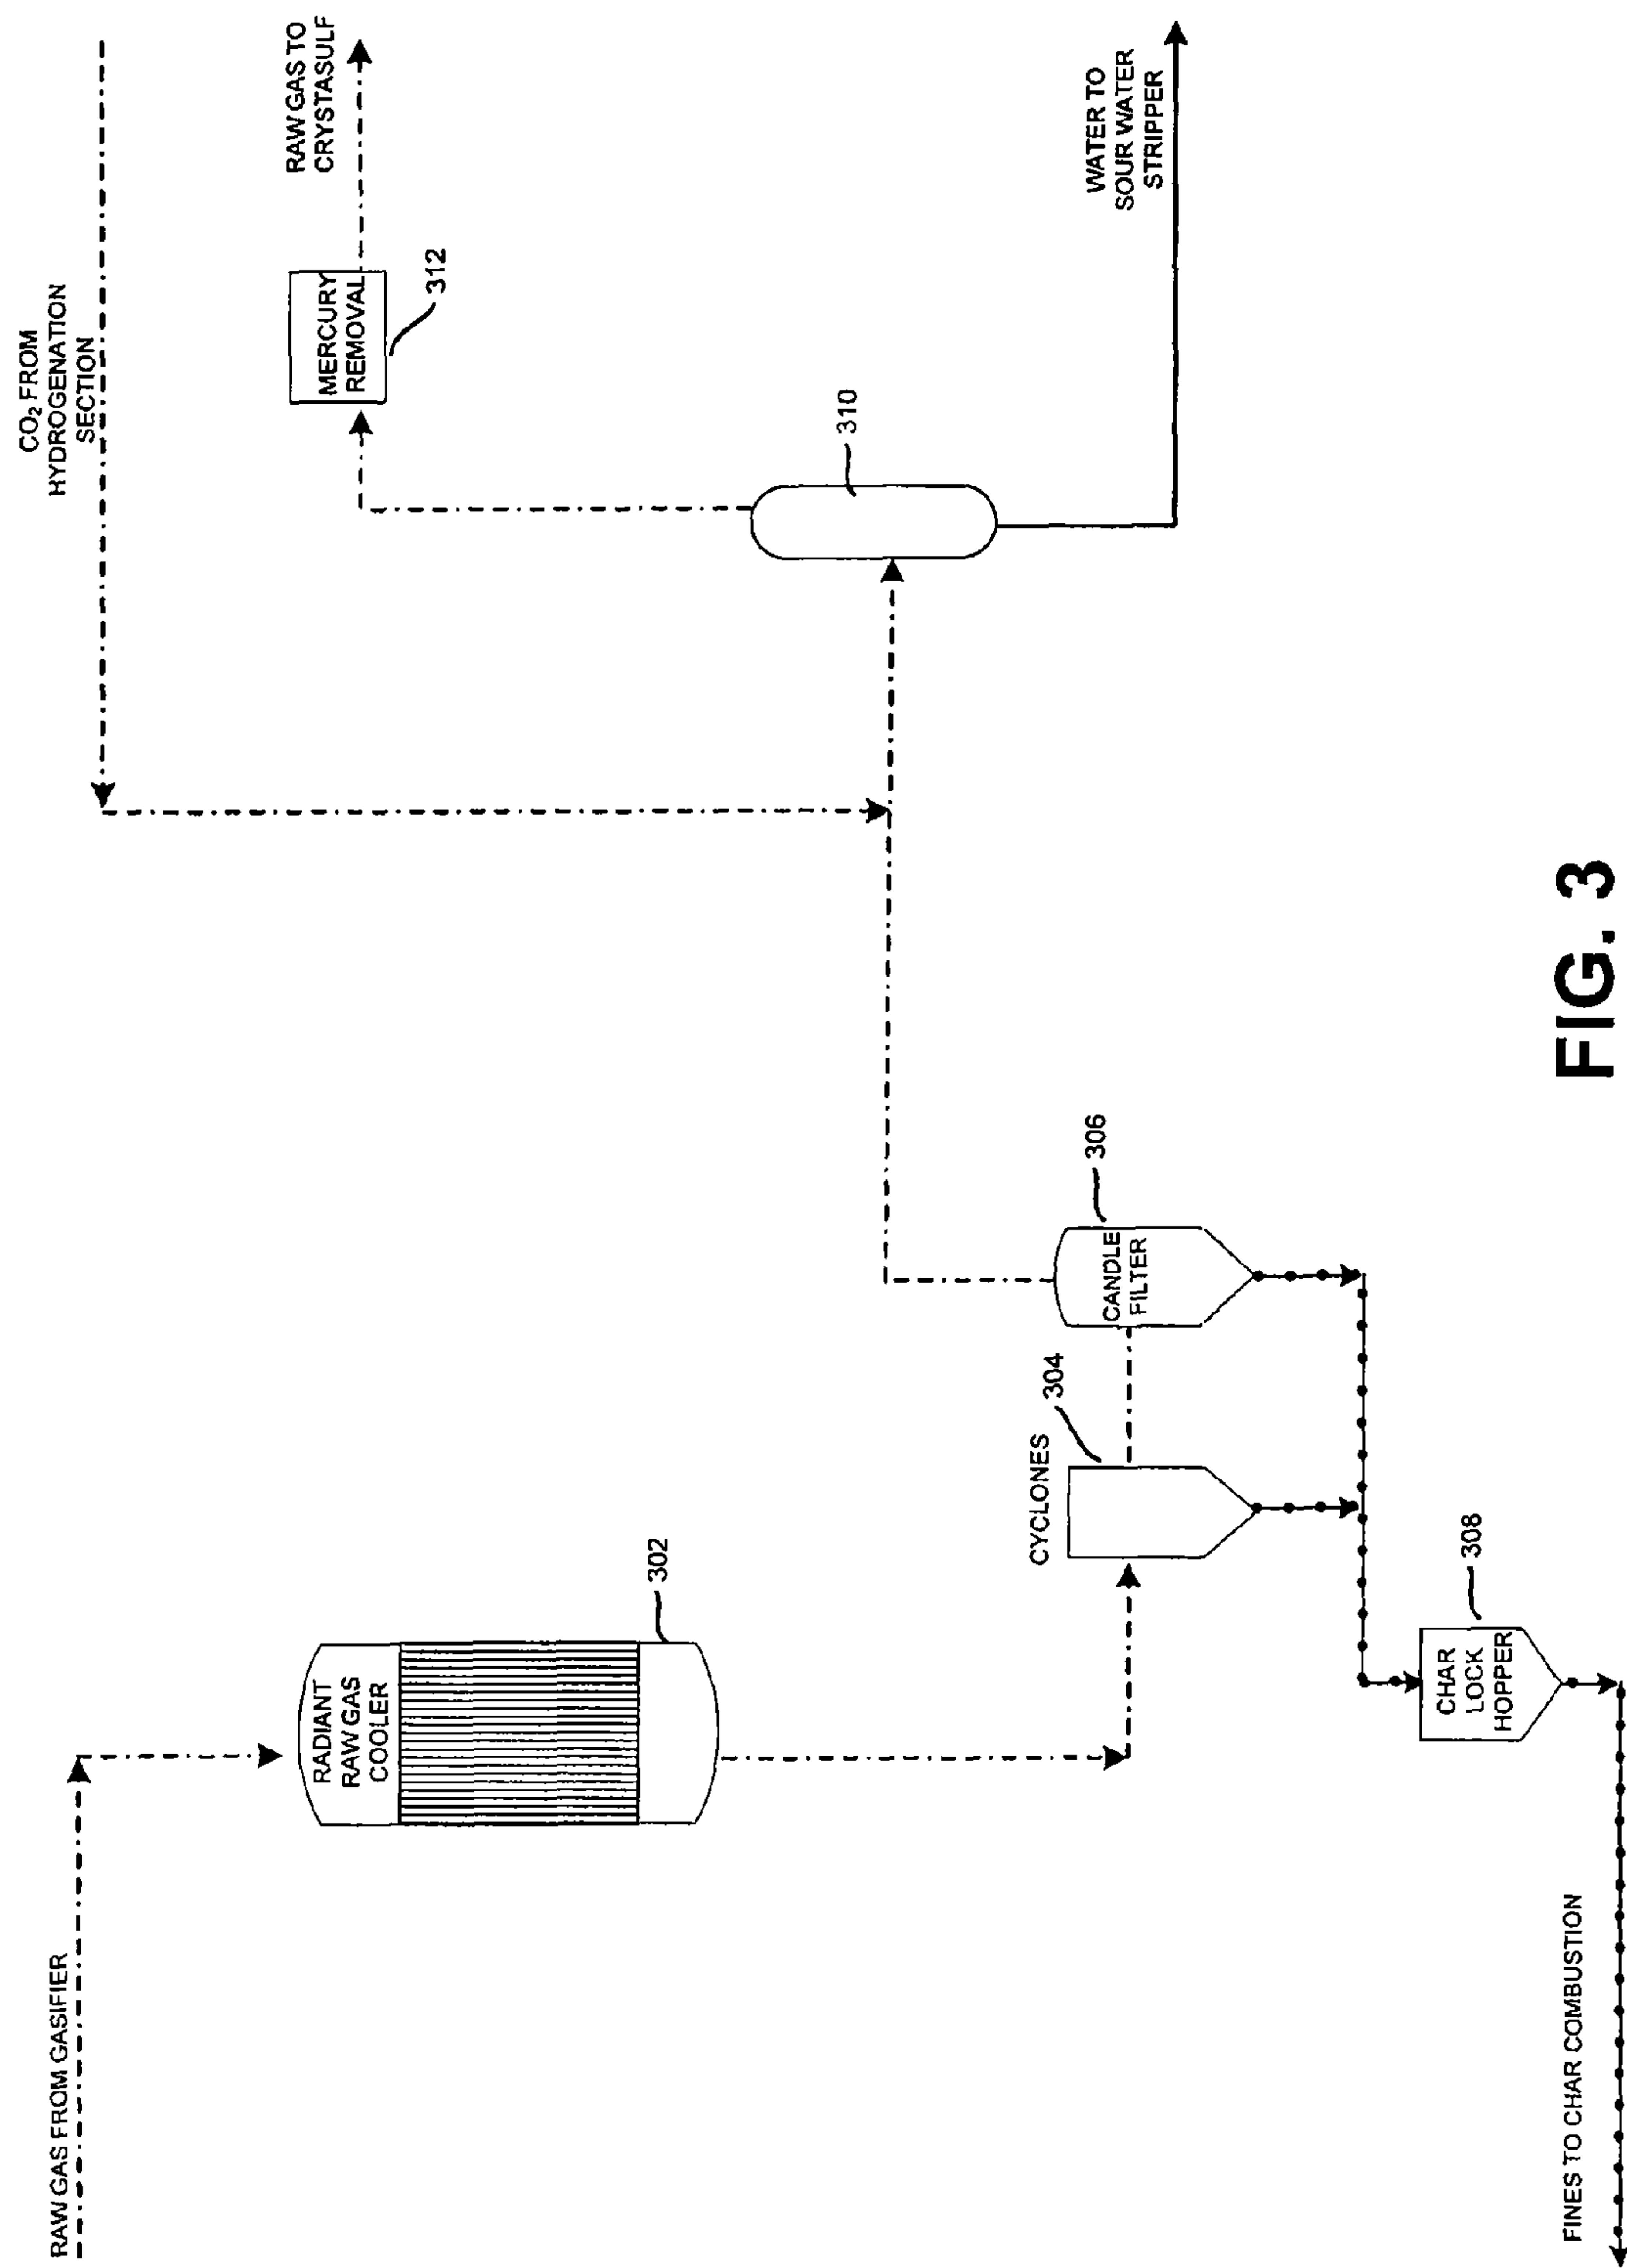 CO₂ FROM
HYDROGENATION
SECTION
RAW GAS TO
CRYSTASULF
MERCURY
REMOVAL
312
310
WATER TO
SOUR WATER
STRIPPER
RAW GAS FROM GASIFIER
RADIANT
RAW GAS
COOLER
302
CYCLONES
304
CANDLE
FILTER
306
CHAR
LOCK
HOPPER
308
FINES TO CHAR COMBUSTION
FIG. 3